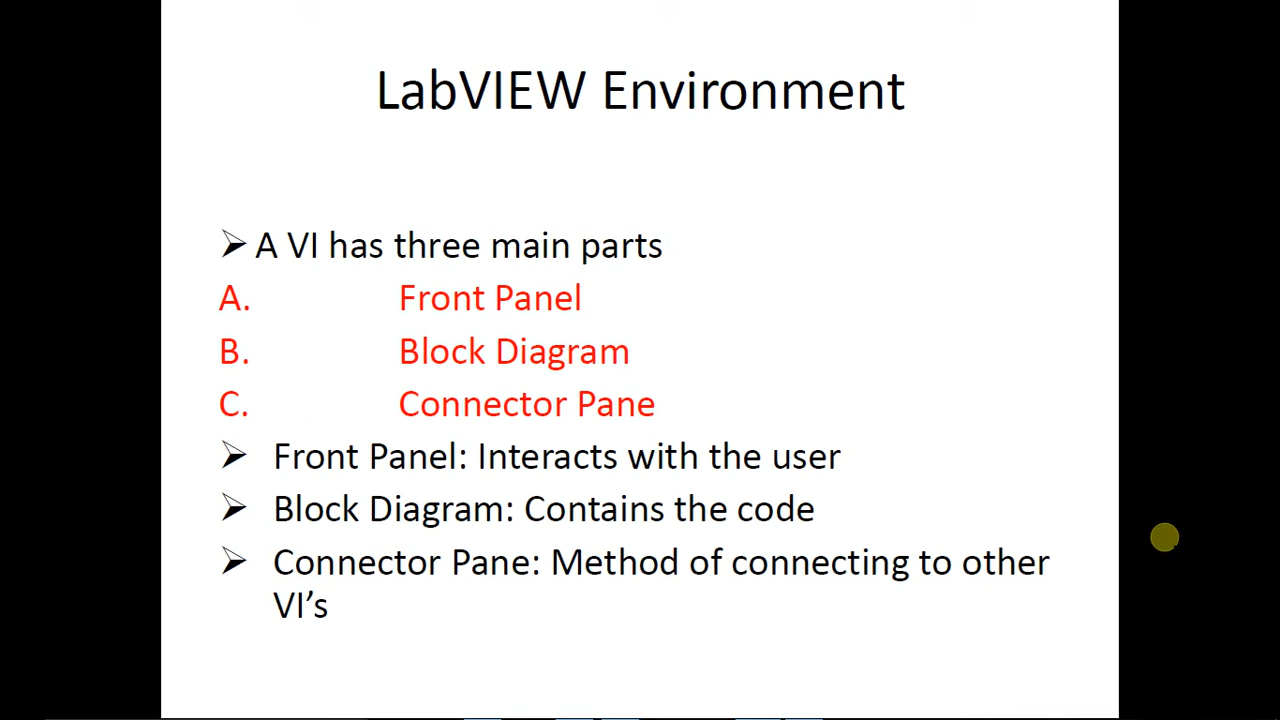 LabVIEW Environment
➢ A VI has three main parts
A. Front Panel
B. Block Diagram
C. Connector Pane
➢ Front Panel: Interacts with the user
➢ Block Diagram: Contains the code
➢ Connector Pane: Method of connecting to other
VI’s